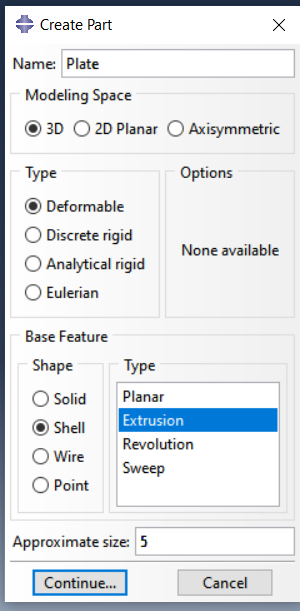 Create Part
Name: Plate
Modeling Space
3D 2D Planar Axisymmetric
Type Options
Deformable
Discrete rigid
None available
Analytical rigid
Eulerian
Base Feature
Shape Type
Solid Planar
Shell Extrusion
Wire Revolution
Point Sweep
Approximate size: 5
Continue... Cancel